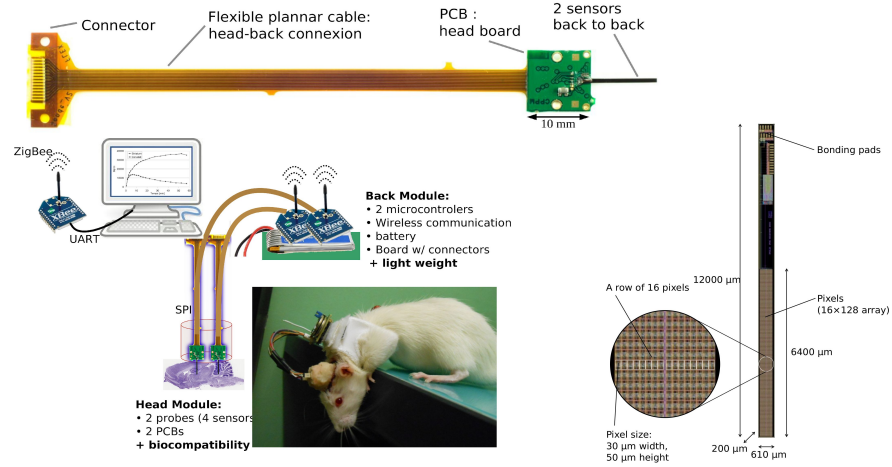 Connector
Flexible plannar cable:
head-back connexion
PCB :
head board
2 sensors
back to back
10 mm
ZigBee
UART
SPI
Back Module:
• 2 microcontrolers
• Wireless communication
• battery
• Board w/ connectors
+ light weight
Head Module:
• 2 probes (4 sensors
• 2 PCBs
+ biocompatibility
Bonding pads
12000 µm
A row of 16 pixels
Pixels
(16×128 array)
6400 µm
Pixel size:
30 µm width,
50 µm height
200 µm
610 µm